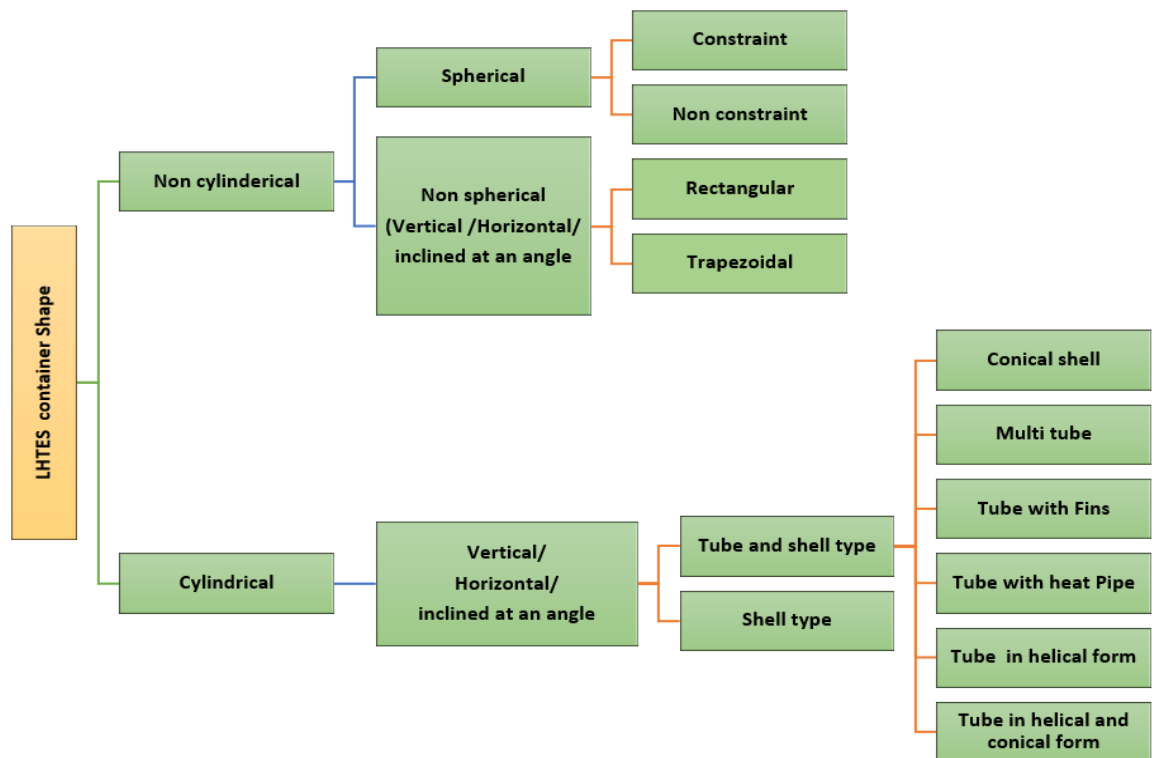 LHTES container Shape
Non cylinderical
Spherical
Constraint
Non constraint
Non spherical
(Vertical /Horizontal/
inclined at an angle
Rectangular
Trapezoidal
Cylindrical
Vertical/
Horizontal/
inclined at an angle
Tube and shell type
Shell type
Conical shell
Multi tube
Tube with Fins
Tube with heat Pipe
Tube in helical form
Tube in helical and
conical form